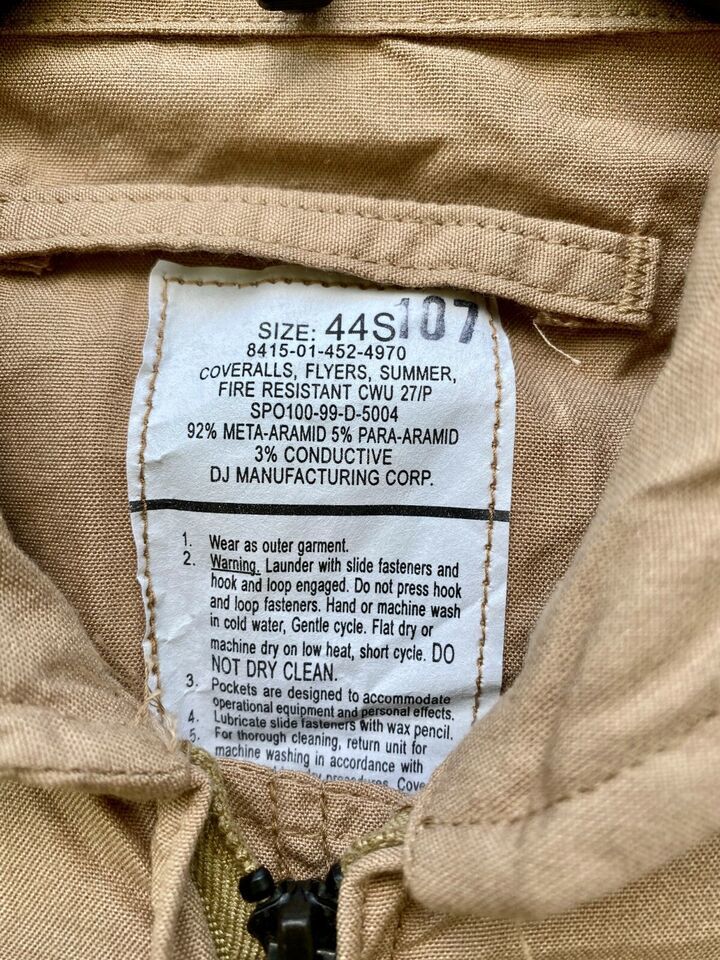 SIZE: 44S 107
8415-01-452-4970
COVERALLS, FLYERS, SUMMER,
FIRE RESISTANT CWU 27/P
SPO100-99-D-5004
92% META-ARAMID 5% PARA-ARAMID
3% CONDUCTIVE
DJ MANUFACTURING CORP.
1. Wear as outer garment.
2. Warning. Launder with slide fasteners and
hook and loop engaged. Do not press hook
and loop fasteners. Hand or machine wash
in cold water, Gentle cycle. Flat dry or
machine dry on low heat, short cycle. DO
NOT DRY CLEAN.
3. Pockets are designed to accommodate
operational equipment and personal effects.
4. Lubricate slide fasteners with wax pencil.
5. For thorough cleaning, return unit for
machine washing in accordance with
procedures.